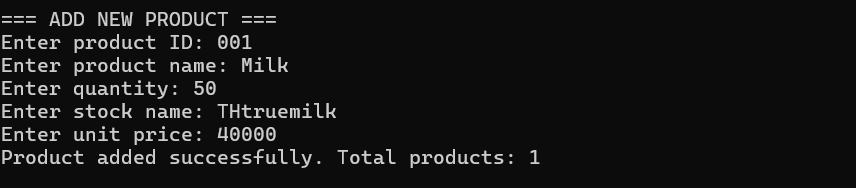 === ADD NEW PRODUCT ===
Enter product ID: 001
Enter product name: Milk
Enter quantity: 50
Enter stock name: THtruemilk
Enter unit price: 40000
Product added successfully. Total products: 1